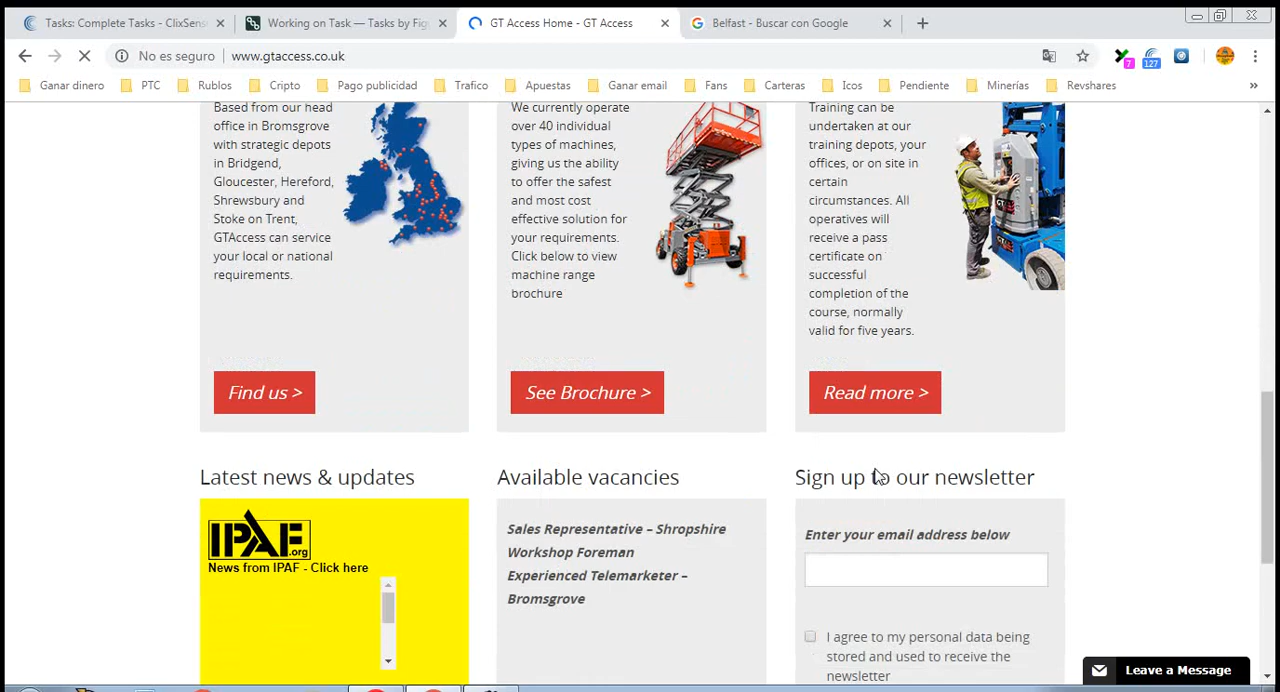 Tasks: Complete Tasks - ClixSens
Working on Task — Tasks by Fig
GT Access Home - GT Access
Belfast - Buscar con Google
No es seguro
www.gtaccess.co.uk
7
127
Ganar dinero
PTC
Rublos
Cripto
Pago publicidad
Trafico
Apuestas
Ganar email
Fans
Carteras
Icos
Pendiente
Minerías
Revshares
»
Based from our head
office in Bromsgrove
with strategic depots
in Bridgend,
Gloucester, Hereford,
Shrewsbury and
Stoke on Trent,
GTAccess can service
your local or national
requirements.
Find us >
We currently operate
over 40 individual
types of machines,
giving us the ability
to offer the safest
and most cost
effective solution for
your requirements.
Click below to view
machine range
brochure
See Brochure >
Training can be
undertaken at our
training depots, your
offices, or on site in
certain
circumstances. All
operatives will
receive a pass
certificate on
successful
completion of the
course, normally
valid for five years.
Read more >
Latest news & updates
IPAF.org
News from IPAF - Click here
Available vacancies
Sales Representative – Shropshire
Workshop Foreman
Experienced Telemarketer –
Bromsgrove
Sign up to our newsletter
Enter your email address below
I agree to my personal data being
stored and used to receive the
newsletter
Leave a Message